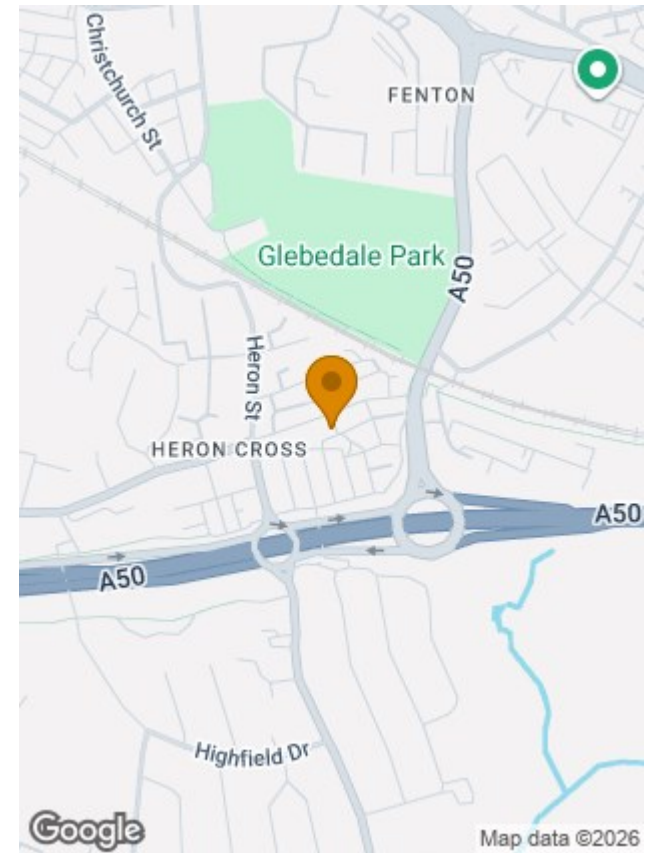 Christchurch St
FENTON
Glebedale Park
A50
Heron St
HERON CROSS
A50
A50
Highfield Dr
Google
Map data ©2026